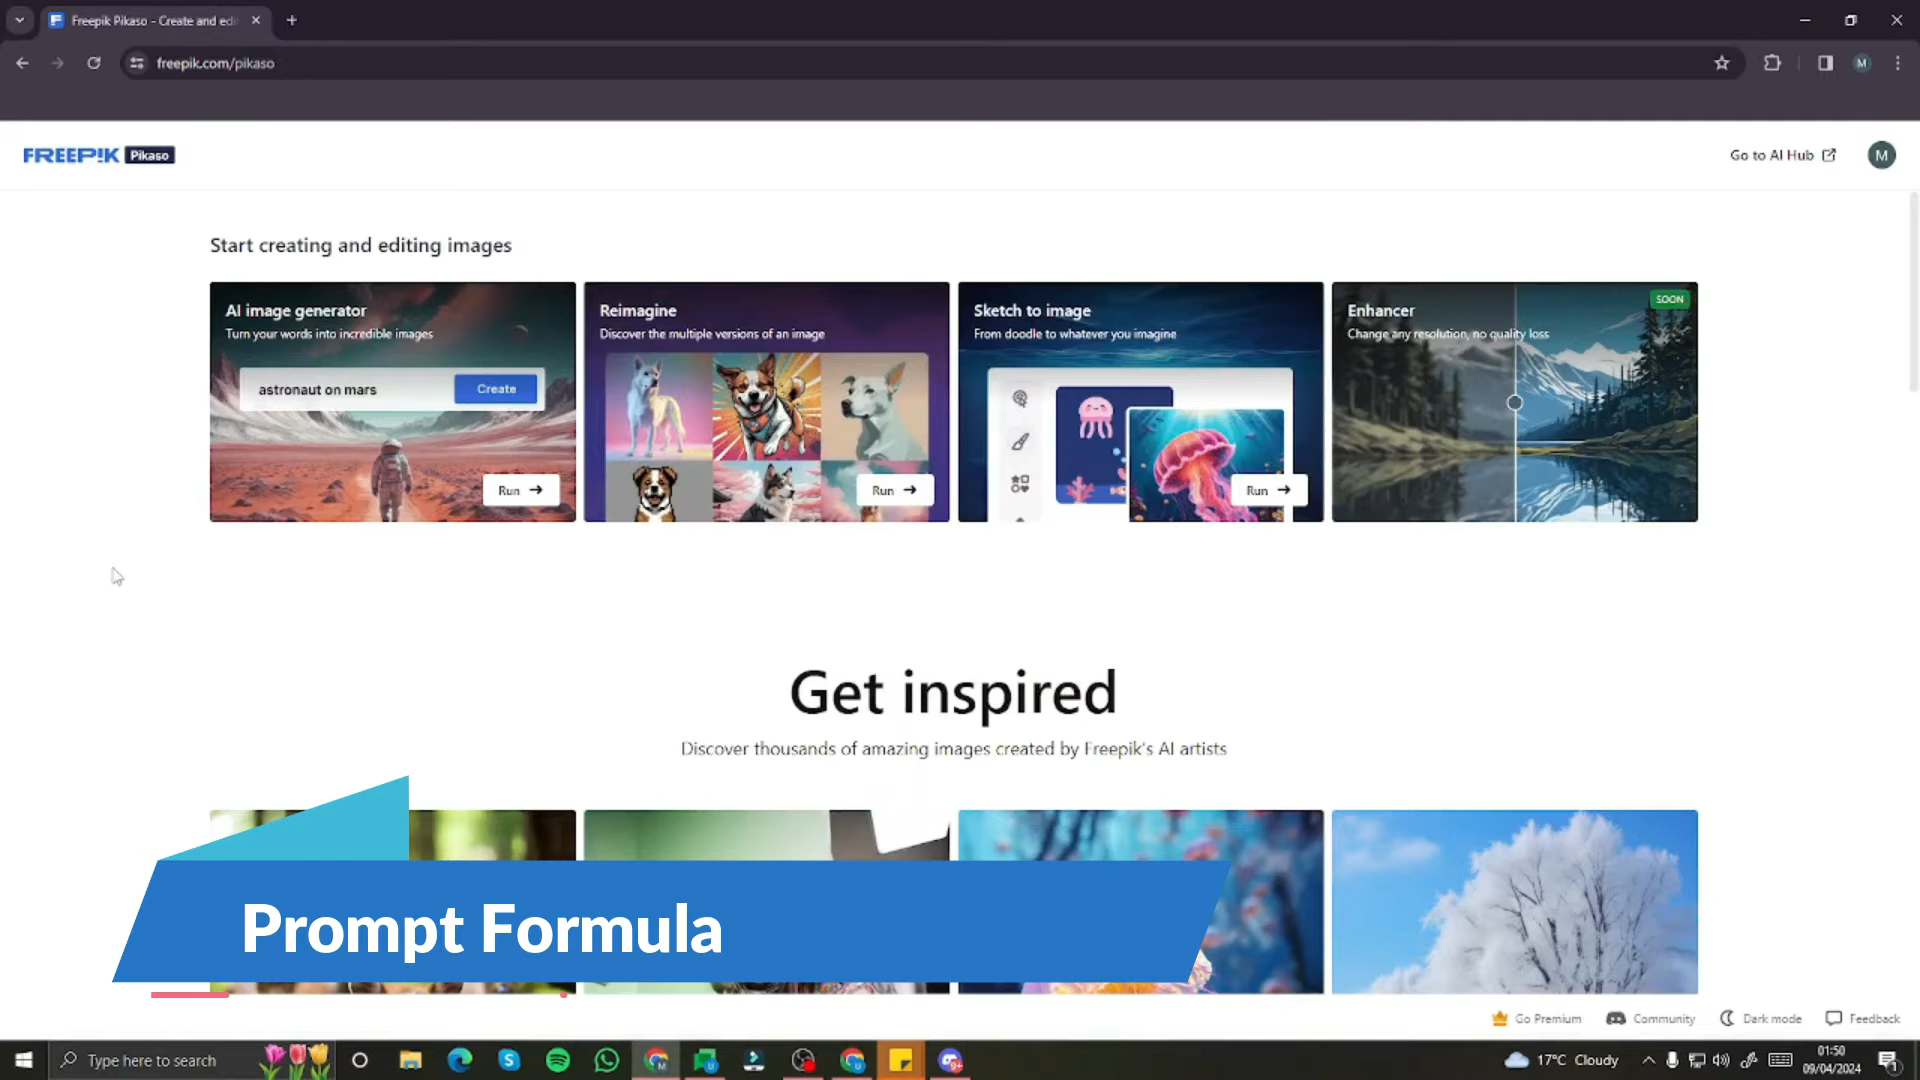 Freepik Pikaso - Create and edi
freepik.com/pikaso
M
FREEP!K Pikaso
Go to AI Hub
M
Start creating and editing images
AI image generator
Turn your words into incredible images
astronaut on mars
Create
Run
Reimagine
Discover the multiple versions of an image
Run
Sketch to image
From doodle to whatever you imagine
Run
SOON
Enhancer
Change any resolution, no quality loss
Get inspired
Discover thousands of amazing images created by Freepik's AI artists
Prompt Formula
Go Premium
Community
Dark mode
Feedback
Type here to search
17°C Cloudy
01:50
09/04/2024